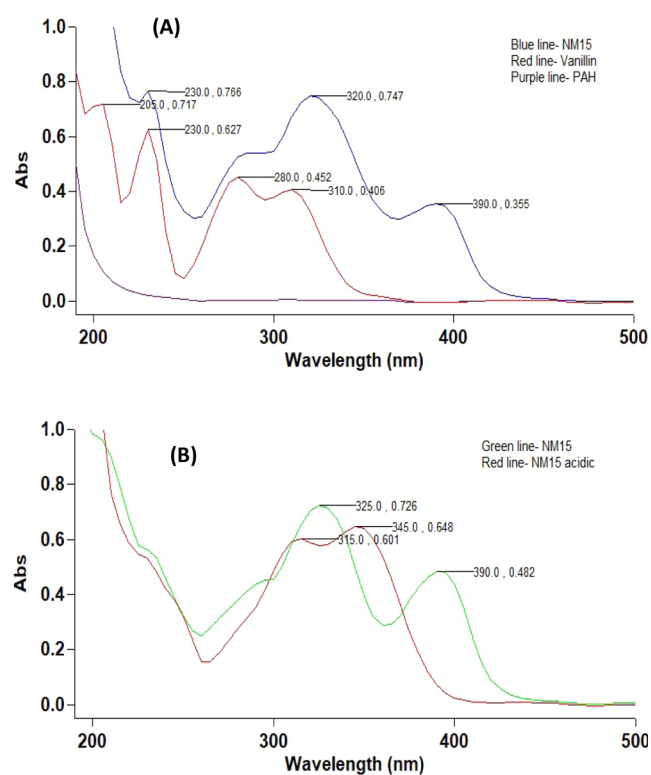 (A)
Blue line- NM15
Red line- Vanillin
Purple line- PAH
1.0
0.8
0.6
0.4
0.2
0.0
Abs
230.0 , 0.766
205.0 , 0.717
230.0 , 0.627
320.0 , 0.747
280.0 , 0.452
310.0 , 0.406
390.0 , 0.355
200
300
400
500
Wavelength (nm)
(B)
Green line- NM15
Red line- NM15 acidic
1.0
0.8
0.6
0.4
0.2
0.0
Abs
325.0 , 0.726
345.0 , 0.648
315.0 , 0.601
390.0 , 0.482
200
300
400
500
Wavelength (nm)